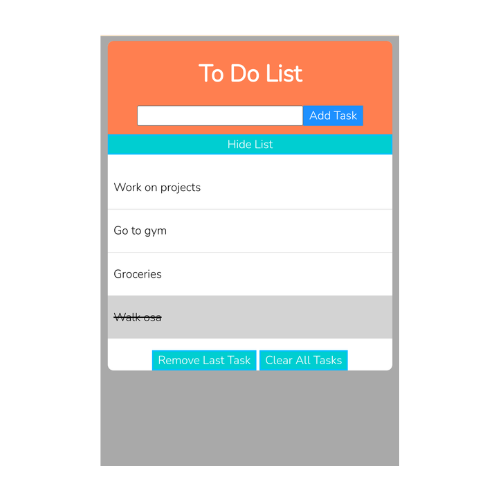 To Do List
Add Task
Hide List
Work on projects
Go to gym
Groceries
Walk osa
Remove Last Task Clear All Tasks